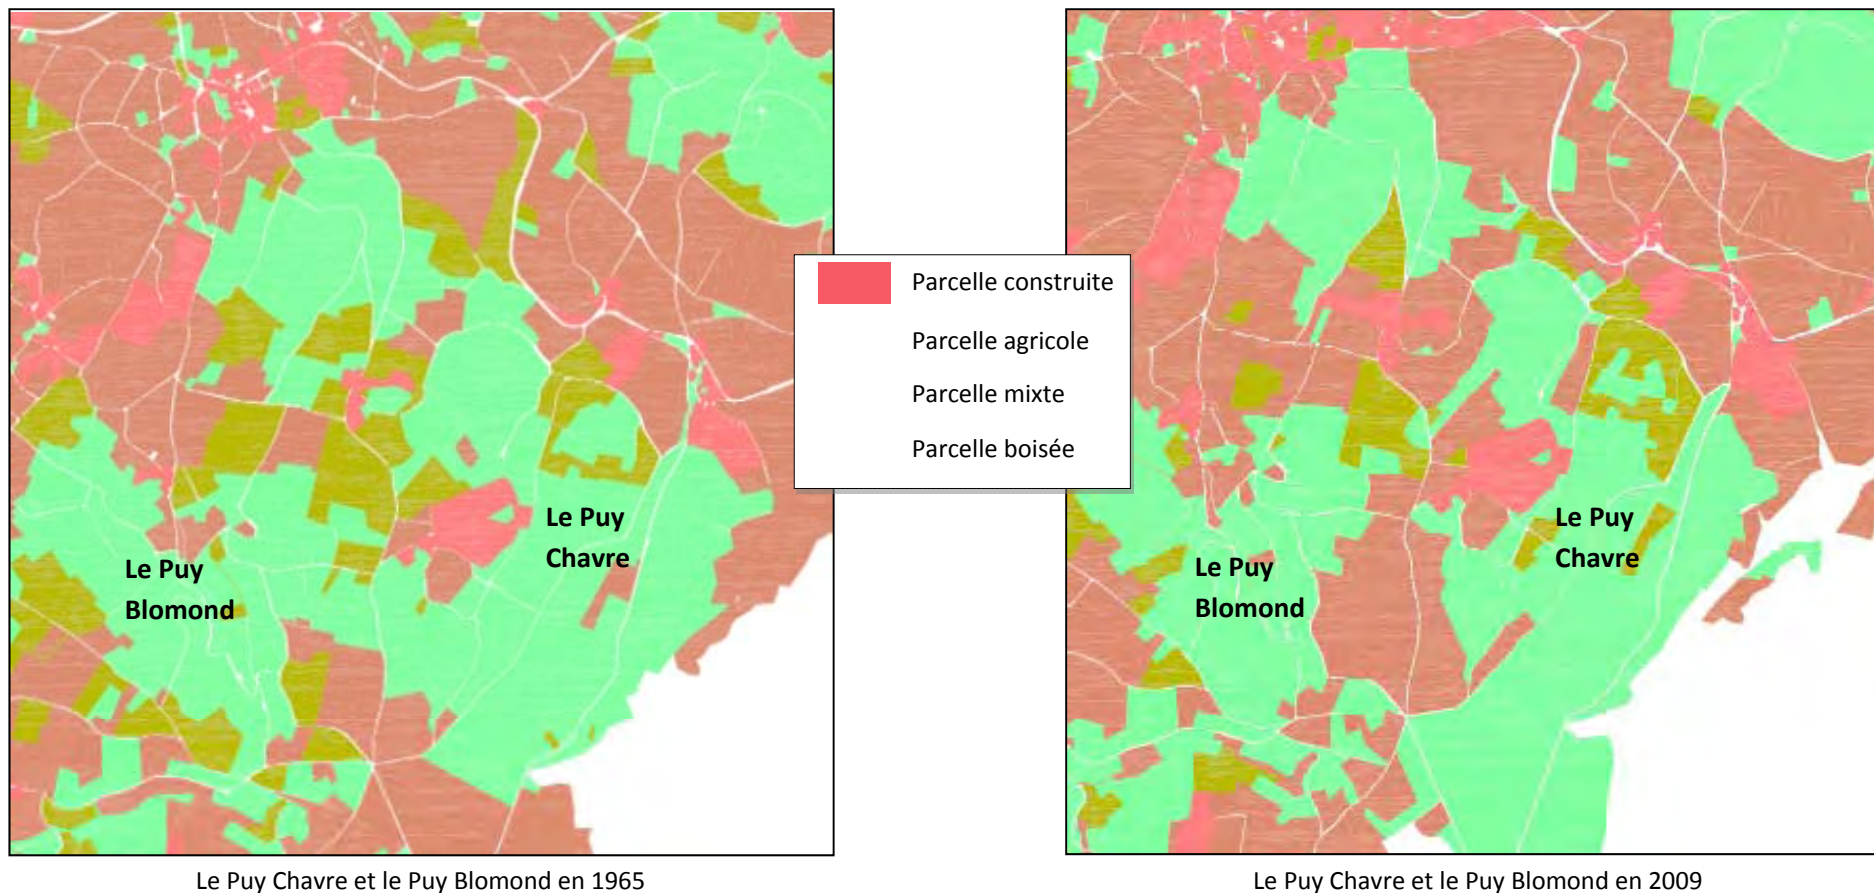 Parcelle construite
Parcelle agricole
Parcelle mixte
Parcelle boisée
Le Puy
Blomond
Le Puy
Chavre
Le Puy
Blomond
Le Puy
Chavre
Le Puy Chavre et le Puy Blomond en 1965
Le Puy Chavre et le Puy Blomond en 2009